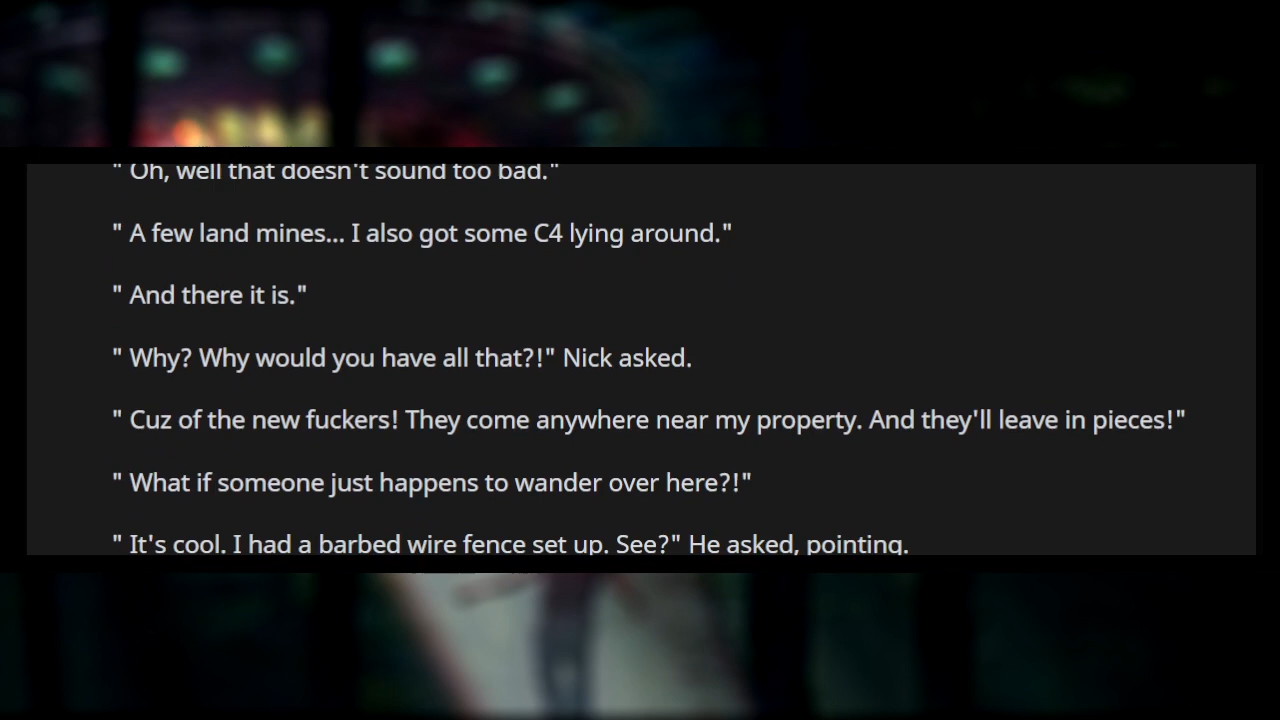 " Oh, well that doesn't sound too bad."
" A few land mines... I also got some C4 lying around."
" And there it is."
" Why? Why would you have all that?!" Nick asked.
" Cuz of the new fuckers! They come anywhere near my property. And they'll leave in pieces!"
" What if someone just happens to wander over here?!"
" It's cool. I had a barbed wire fence set up. See?" He asked, pointing.